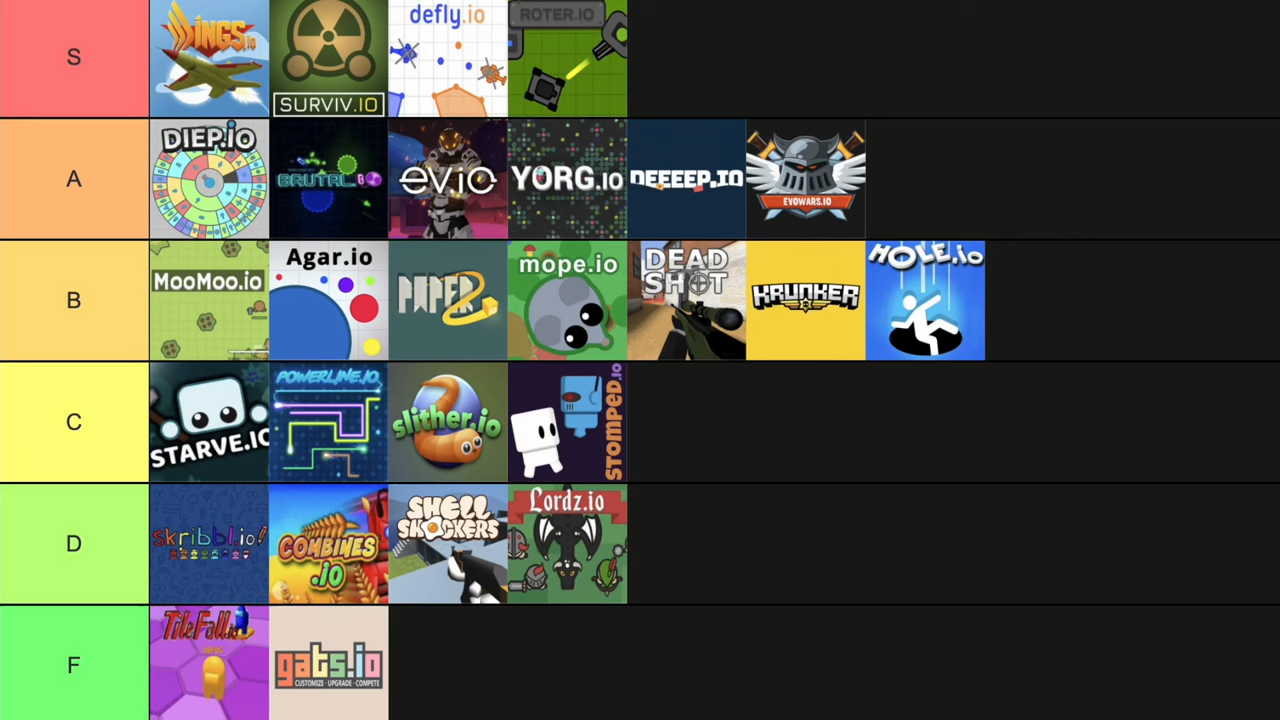 S
WINGS.io
SURVIV.IO
defly.io
ROTER.IO
A
DIEP.iO
BRUTAL.iO
ev.io
YORG.io
DEEEEP.IO
EVOWARS.IO
B
MooMoo.io
Agar.io
PAPER 2
mope.io
DEAD
SHOT
KRUNKER
HOLE.io
C
STARVE.IO
POWERLINE.IO
slither.io
STOMPED.io
D
skribbl.io!
COMBINES
.io
SHELL
SHOCKERS
Lordz.io
F
TileFall.io
gats.io
CUSTOMIZE · UPGRADE · COMPETE